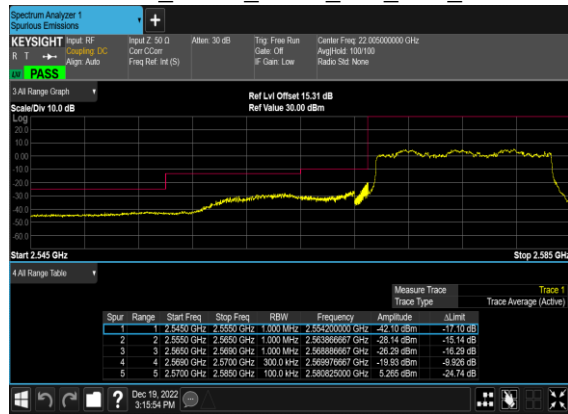 Spectrum Analyzer 1
Spurious Emissions
KEYSIGHT Input: RF Input Z: 50 Ω Atten: 30 dB Trig: Free Run Center Freq: 22.005000000 GHz
R T Coupling: DC Corr CCorr Gate: Off Avg|Hold: 100/100
Align: Auto Freq Ref: Int (S) IF Gain: Low Radio Std: None
PASS
3 All Range Graph
Ref Lvl Offset 15.31 dB
Scale/Div 10.0 dB Ref Value 30.00 dBm
Log
20.0
10.0
0.00
-10.0
-20.0
-30.0
-40.0
-50.0
-60.0
Start 2.545 GHz Stop 2.585 GHz
4 All Range Table
Measure Trace Trace 1
Trace Type Trace Average (Active)
Spur Range Start Freq Stop Freq RBW Frequency Amplitude ΔLimit
1 1 2.5450 GHz 2.5550 GHz 1.000 MHz 2.554200000 GHz -42.10 dBm -17.10 dB
2 2 2.5550 GHz 2.5650 GHz 1.000 MHz 2.563866667 GHz -28.14 dBm -15.14 dB
3 3 2.5650 GHz 2.5690 GHz 1.000 MHz 2.568886667 GHz -26.29 dBm -16.29 dB
4 4 2.5690 GHz 2.5700 GHz 300.0 kHz 2.569976667 GHz -19.93 dBm -9.926 dB
5 5 2.5700 GHz 2.5850 GHz 100.0 kHz 2.580825000 GHz 5.265 dBm -24.74 dB
Dec 19, 2022
3:15:54 PM